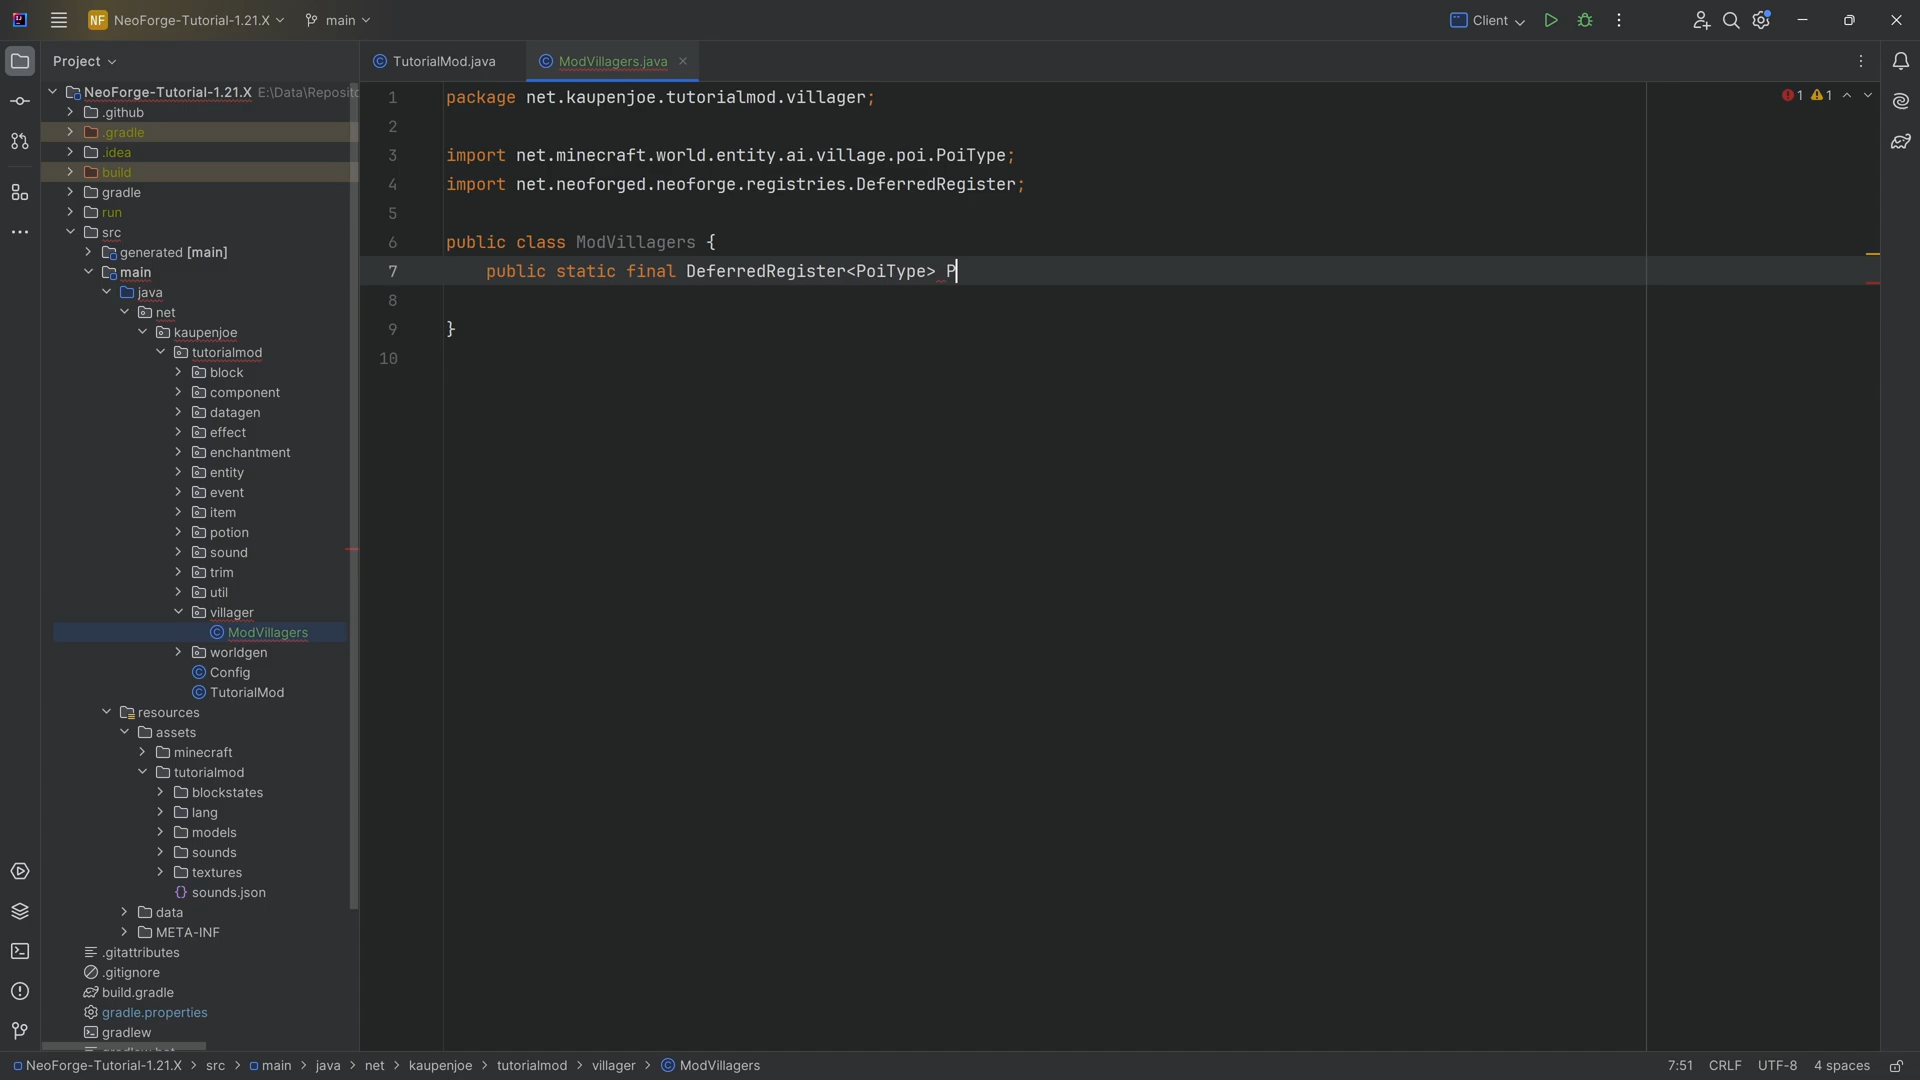 NF NeoForge-Tutorial-1.21.X main Client
Project
TutorialMod.java
ModVillagers.java
NeoForge-Tutorial-1.21.X E:\Data\Reposito
.github
.gradle
.idea
build
gradle
run
src
generated [main]
main
java
net
kaupenjoe
tutorialmod
block
component
datagen
effect
enchantment
entity
event
item
potion
sound
trim
util
villager
ModVillagers
worldgen
Config
TutorialMod
resources
assets
minecraft
tutorialmod
blockstates
lang
models
sounds
textures
sounds.json
data
META-INF
.gitattributes
.gitignore
build.gradle
gradle.properties
gradlew
1 package net.kaupenjoe.tutorialmod.villager;
2
3 import net.minecraft.world.entity.ai.village.poi.PoiType;
4 import net.neoforged.neoforge.registries.DeferredRegister;
5
6 public class ModVillagers {
7 public static final DeferredRegister<PoiType> P
8
9 }
10
1 1
NeoForge-Tutorial-1.21.X > src > main > java > net > kaupenjoe > tutorialmod > villager > ModVillagers
7:51 CRLF UTF-8 4 spaces